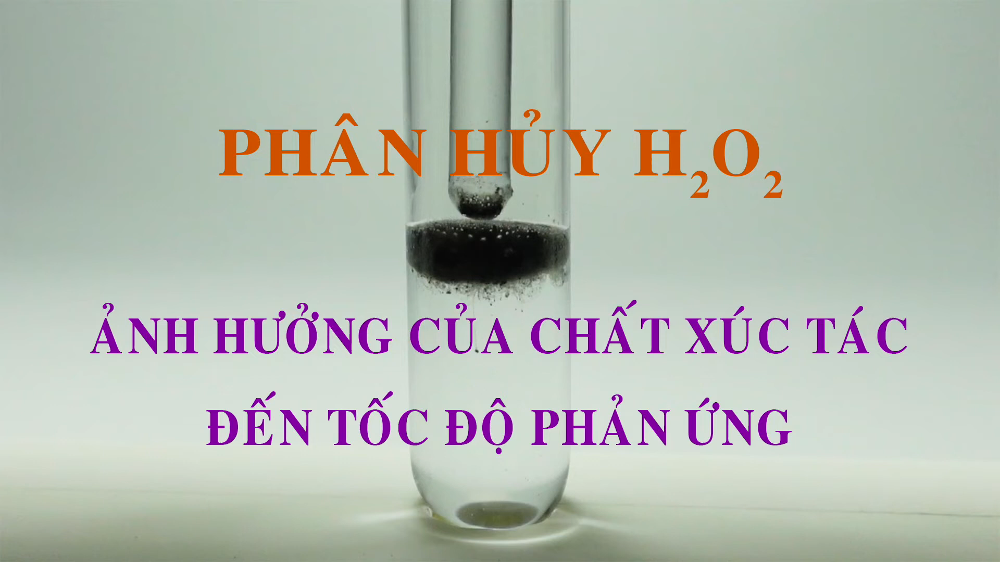 PHÂN HỦY H₂O₂
ẢNH HƯỞNG CỦA CHẤT XÚC TÁC
ĐẾN TỐC ĐỘ PHẢN ỨNG